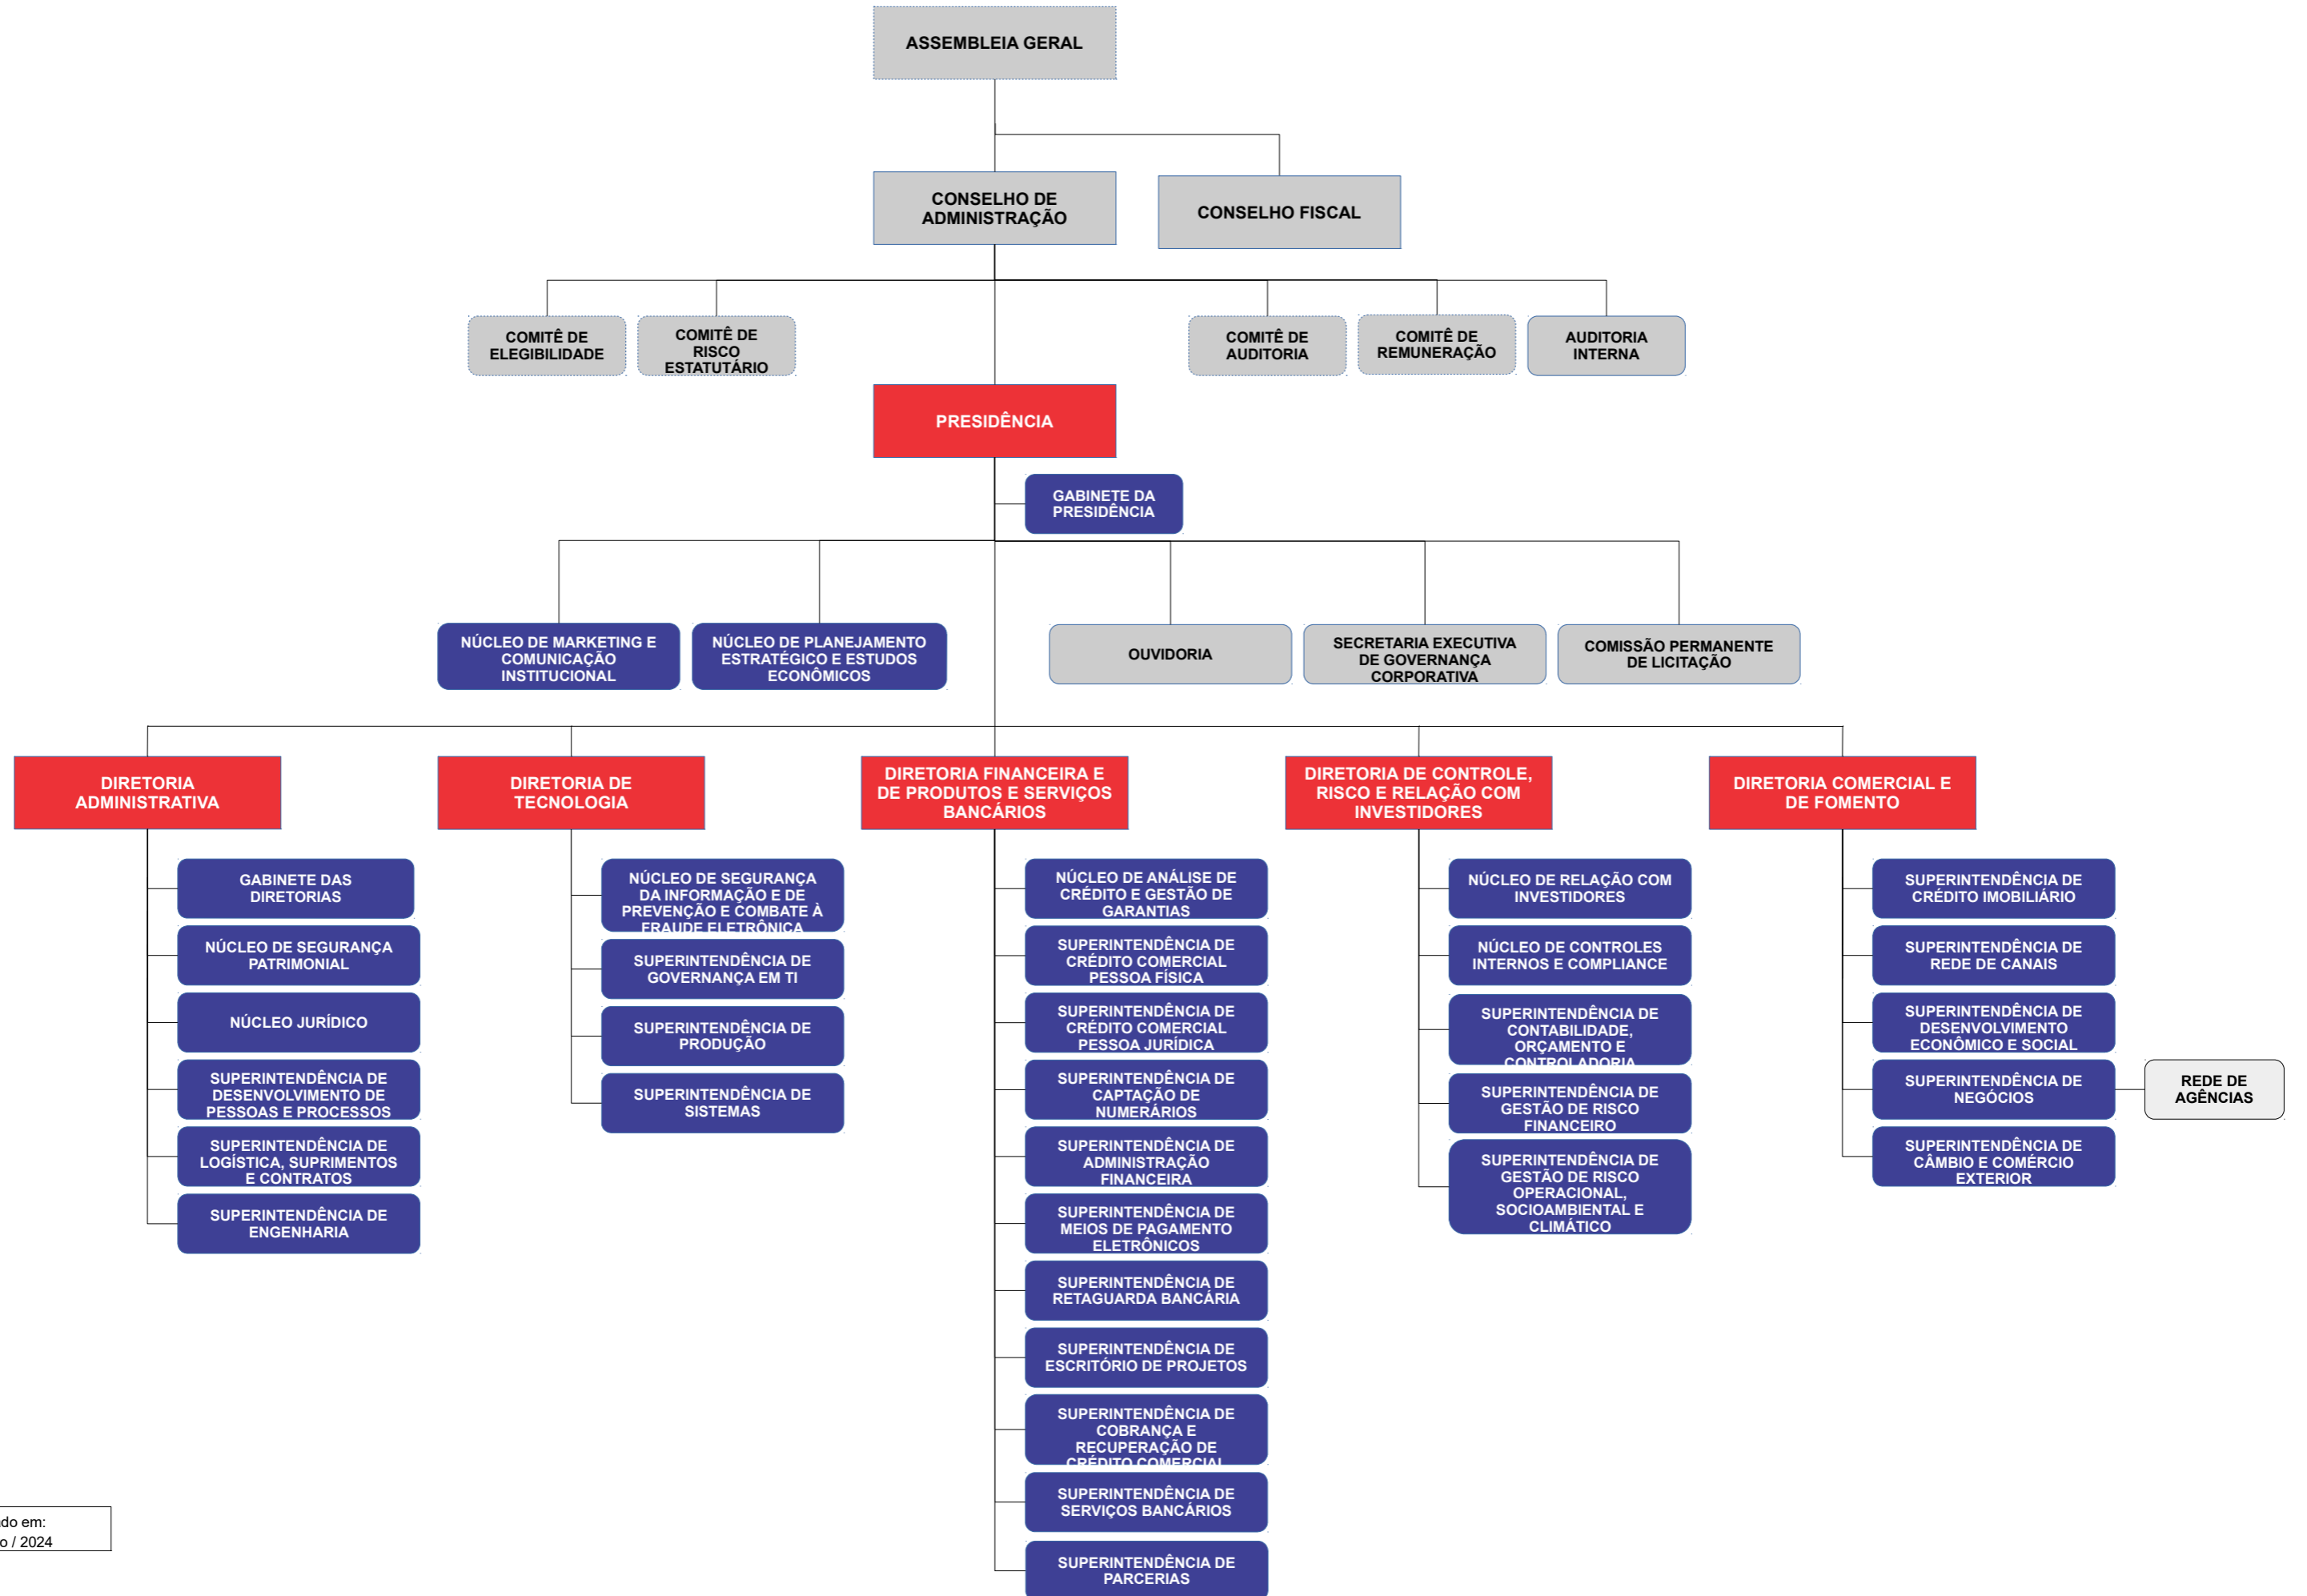 ASSEMBLEIA GERAL
CONSELHO DE
ADMINISTRAÇÃO
CONSELHO FISCAL
COMITÊ DE
ELEGIBILIDADE
COMITÊ DE
RISCO
ESTATUTÁRIO
COMITÊ DE
AUDITORIA
COMITÊ DE
REMUNERAÇÃO
AUDITORIA
INTERNA
PRESIDÊNCIA
GABINETE DA
PRESIDÊNCIA
NÚCLEO DE MARKETING E
COMUNICAÇÃO
INSTITUCIONAL
NÚCLEO DE PLANEJAMENTO
ESTRATÉGICO E ESTUDOS
ECONÔMICOS
OUVIDORIA
SECRETARIA EXECUTIVA
DE GOVERNANÇA
CORPORATIVA
COMISSÃO PERMANENTE
DE LICITAÇÃO
DIRETORIA
ADMINISTRATIVA
DIRETORIA DE
TECNOLOGIA
DIRETORIA FINANCEIRA E
DE PRODUTOS E SERVIÇOS
BANCÁRIOS
DIRETORIA DE CONTROLE,
RISCO E RELAÇÃO COM
INVESTIDORES
DIRETORIA COMERCIAL E
DE FOMENTO
GABINETE DAS
DIRETORIAS
NÚCLEO DE SEGURANÇA
PATRIMONIAL
NÚCLEO JURÍDICO
SUPERINTENDÊNCIA DE
DESENVOLVIMENTO DE
PESSOAS E PROCESSOS
SUPERINTENDÊNCIA DE
LOGÍSTICA, SUPRIMENTOS
E CONTRATOS
SUPERINTENDÊNCIA DE
ENGENHARIA
NÚCLEO DE SEGURANÇA
DA INFORMAÇÃO E DE
PREVENÇÃO E COMBATE À
FRAUDE ELETRÔNICA
SUPERINTENDÊNCIA DE
GOVERNANÇA EM TI
SUPERINTENDÊNCIA DE
PRODUÇÃO
SUPERINTENDÊNCIA DE
SISTEMAS
NÚCLEO DE ANÁLISE DE
CRÉDITO E GESTÃO DE
GARANTIAS
SUPERINTENDÊNCIA DE
CRÉDITO COMERCIAL
PESSOA FÍSICA
SUPERINTENDÊNCIA DE
CRÉDITO COMERCIAL
PESSOA JURÍDICA
SUPERINTENDÊNCIA DE
CAPTAÇÃO DE
NUMERÁRIOS
SUPERINTENDÊNCIA DE
ADMINISTRAÇÃO
FINANCEIRA
SUPERINTENDÊNCIA DE
MEIOS DE PAGAMENTO
ELETRÔNICOS
SUPERINTENDÊNCIA DE
RETAGUARDA BANCÁRIA
SUPERINTENDÊNCIA DE
ESCRITÓRIO DE PROJETOS
SUPERINTENDÊNCIA DE
COBRANÇA E
RECUPERAÇÃO DE
CRÉDITO COMERCIAL
SUPERINTENDÊNCIA DE
SERVIÇOS BANCÁRIOS
SUPERINTENDÊNCIA DE
PARCERIAS
NÚCLEO DE RELAÇÃO COM
INVESTIDORES
NÚCLEO DE CONTROLES
INTERNOS E COMPLIANCE
SUPERINTENDÊNCIA DE
CONTABILIDADE,
ORÇAMENTO E
CONTROLADORIA
SUPERINTENDÊNCIA DE
GESTÃO DE RISCO
FINANCEIRO
SUPERINTENDÊNCIA DE
GESTÃO DE RISCO
OPERACIONAL,
SOCIOAMBIENTAL E
CLIMÁTICO
SUPERINTENDÊNCIA DE
CRÉDITO IMOBILIÁRIO
SUPERINTENDÊNCIA DE
REDE DE CANAIS
SUPERINTENDÊNCIA DE
DESENVOLVIMENTO
ECONÔMICO E SOCIAL
SUPERINTENDÊNCIA DE
NEGÓCIOS
REDE DE
AGÊNCIAS
SUPERINTENDÊNCIA DE
CÂMBIO E COMÉRCIO
EXTERIOR
do em:
o / 2024